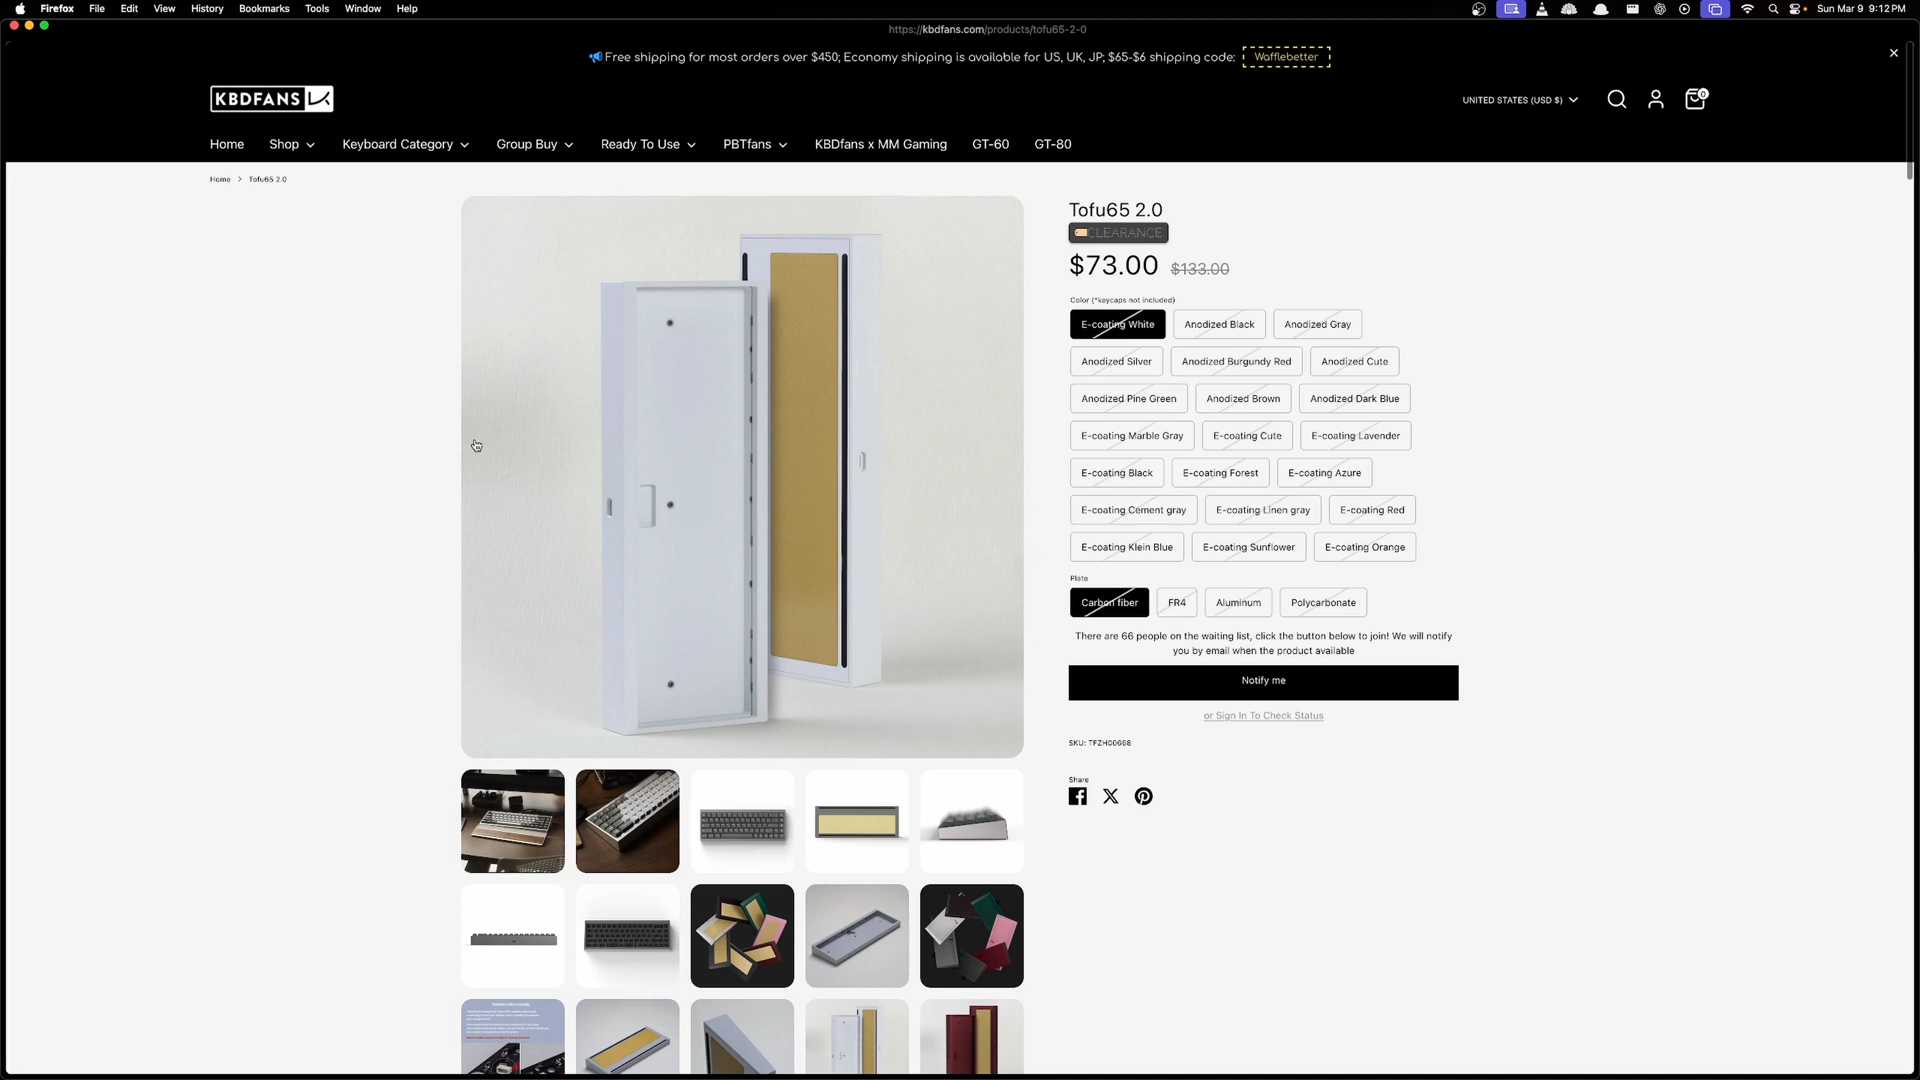 Firefox File Edit View History Bookmarks Tools Window Help Sun Mar 9 9:12 PM
https://kbdfans.com/products/tofu65-2-0
Free shipping for most orders over $450; Economy shipping is available for US, UK, JP; $65-$6 shipping code: Wafflebetter
KBDFANS
UNITED STATES (USD $)
0
Home Shop Keyboard Category Group Buy Ready To Use PBTfans KBDfans x MM Gaming GT-60 GT-80
Home > Tofu65 2.0
Tofu65 2.0
CLEARANCE
$73.00 $133.00
Color (*keycaps not included)
E-coating White Anodized Black Anodized Gray
Anodized Silver Anodized Burgundy Red Anodized Cute
Anodized Pine Green Anodized Brown Anodized Dark Blue
E-coating Marble Gray E-coating Cute E-coating Lavender
E-coating Black E-coating Forest E-coating Azure
E-coating Cement gray E-coating Linen gray E-coating Red
E-coating Klein Blue E-coating Sunflower E-coating Orange
Plate
Carbon fiber FR4 Aluminum Polycarbonate
There are 66 people on the waiting list, click the button below to join! We will notify
you by email when the product available
Notify me
or Sign In To Check Status
SKU: TFZH00668
Share